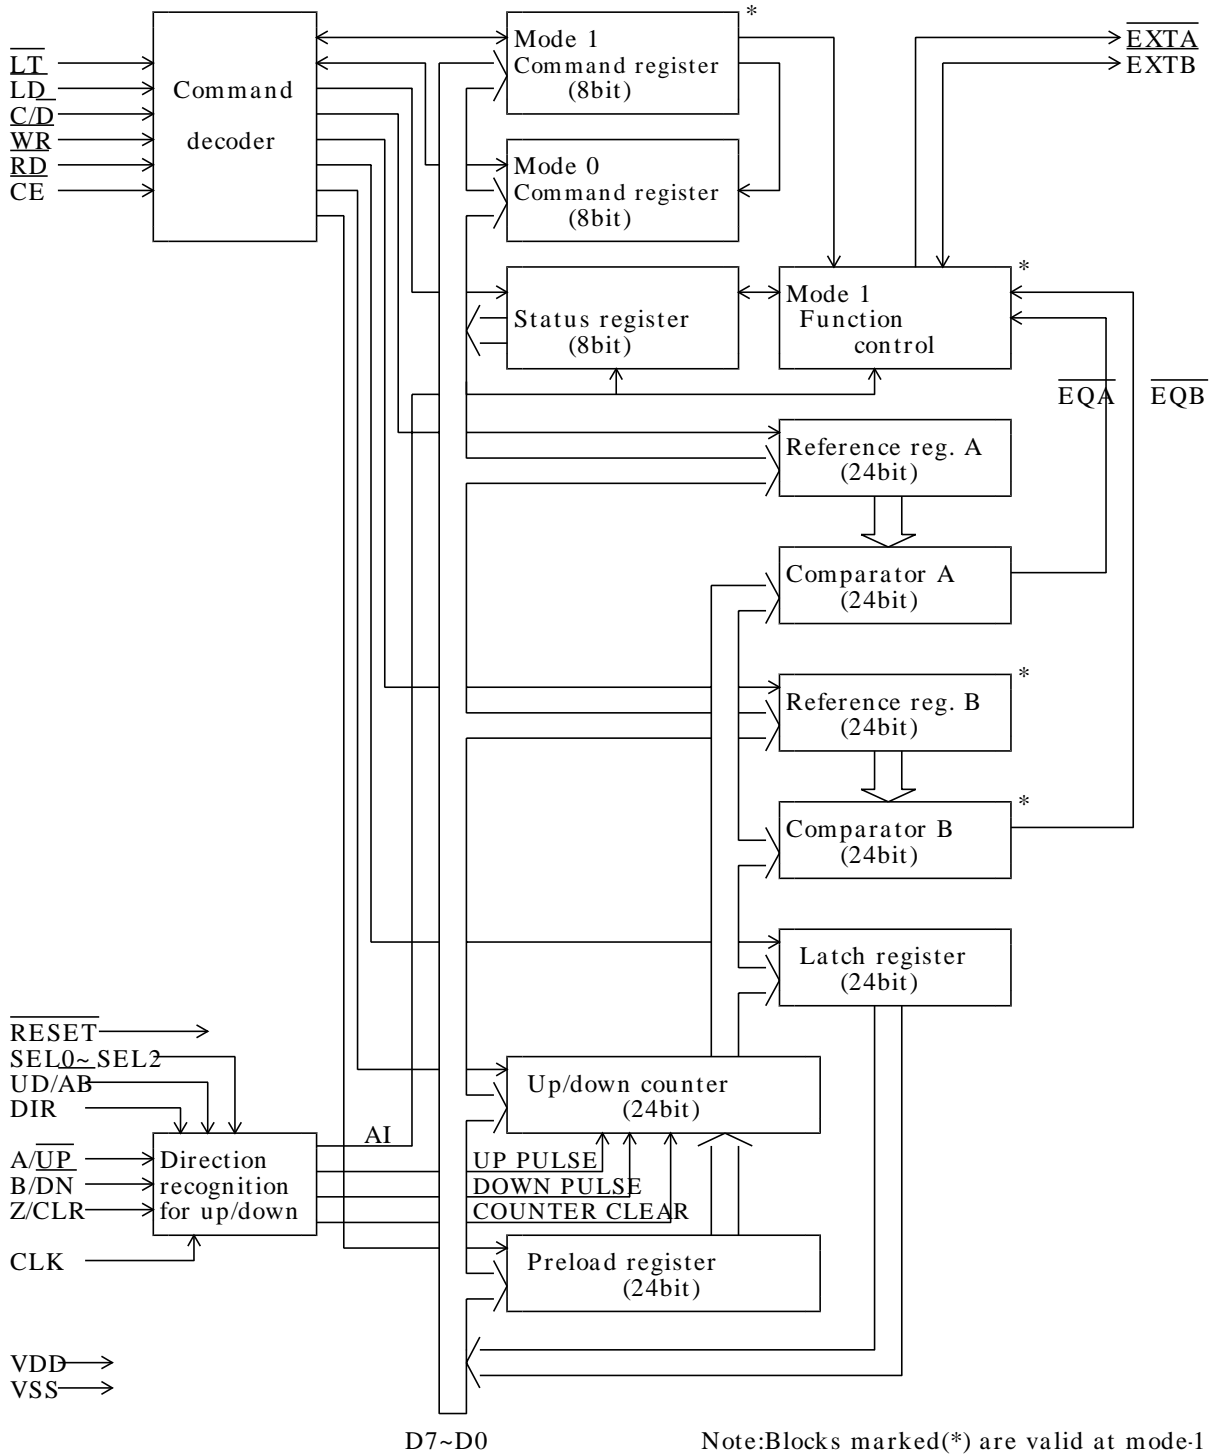 *
Mode 1
Command register
(8bit)
EXTA
EXTB
LT
LD
C/D
WR
RD
CE
Command
decoder
Mode 0
Command register
(8bit)
*
Status register
(8bit)
Mode 1
Function
control
EQA
EQB
Reference reg. A
(24bit)
Comparator A
(24bit)
*
Reference reg. B
(24bit)
*
Comparator B
(24bit)
Latch register
(24bit)
RESET
SEL0~SEL2
UD/AB
DIR
Up/down counter
(24bit)
AI
A/UP
B/DN
Z/CLR
CLK
Direction
recognition
for up/down
UP PULSE
DOWN PULSE
COUNTER CLEAR
Preload register
(24bit)
VDD
VSS
D7~D0
Note:Blocks marked(*) are valid at mode-1